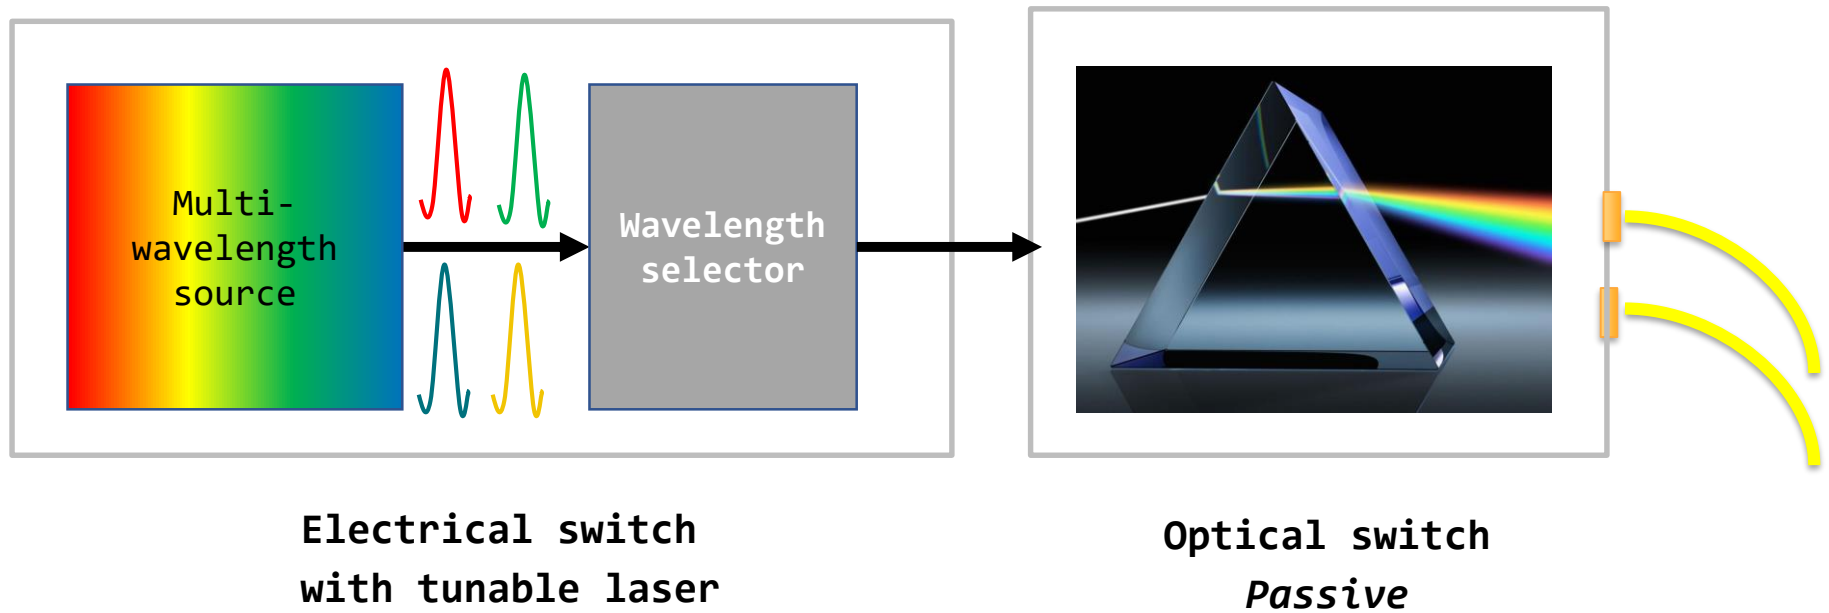 Multi-
wavelength
source
Wavelength
selector
Electrical switch
with tunable laser
Optical switch
Passive